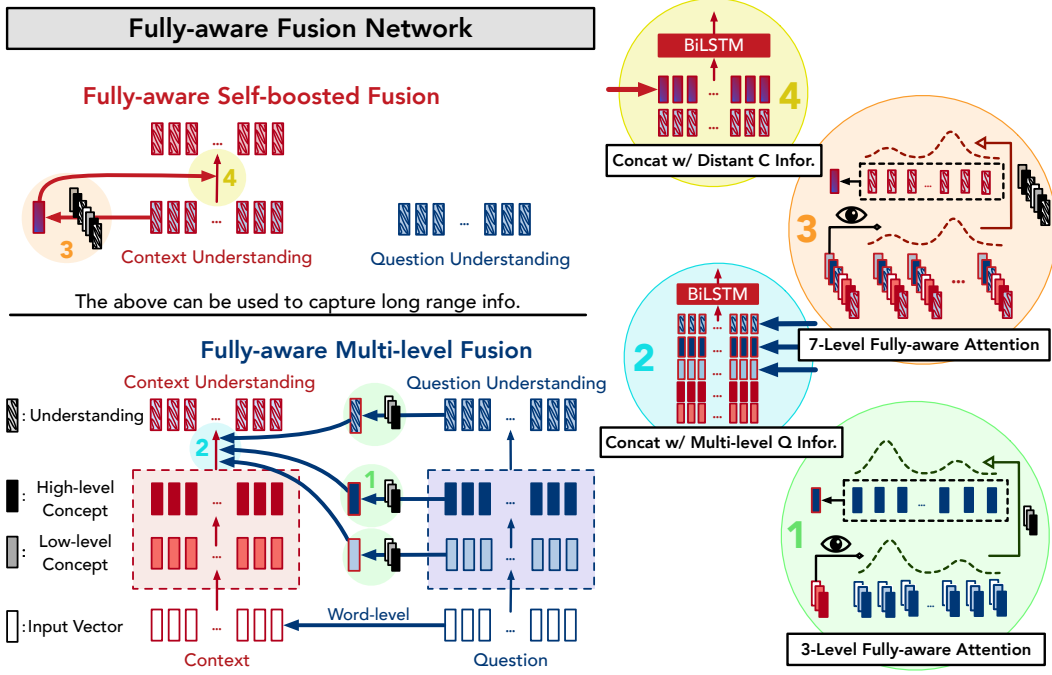 Fully-aware Fusion Network
Fully-aware Self-boosted Fusion
...
4
...
...
3
Context Understanding
Question Understanding
The above can be used to capture long range info.
Fully-aware Multi-level Fusion
Context Understanding
Question Understanding
: Understanding
...
...
2
1
: High-level
Concept
...
...
: Low-level
Concept
...
...
:Input Vector
...
Word-level
...
Context
Question
BiLSTM
...
4
...
Concat w/ Distant C Infor.
...
3
...
7-Level Fully-aware Attention
BiLSTM
...
...
2
...
...
...
Concat w/ Multi-level Q Infor.
...
1
...
3-Level Fully-aware Attention